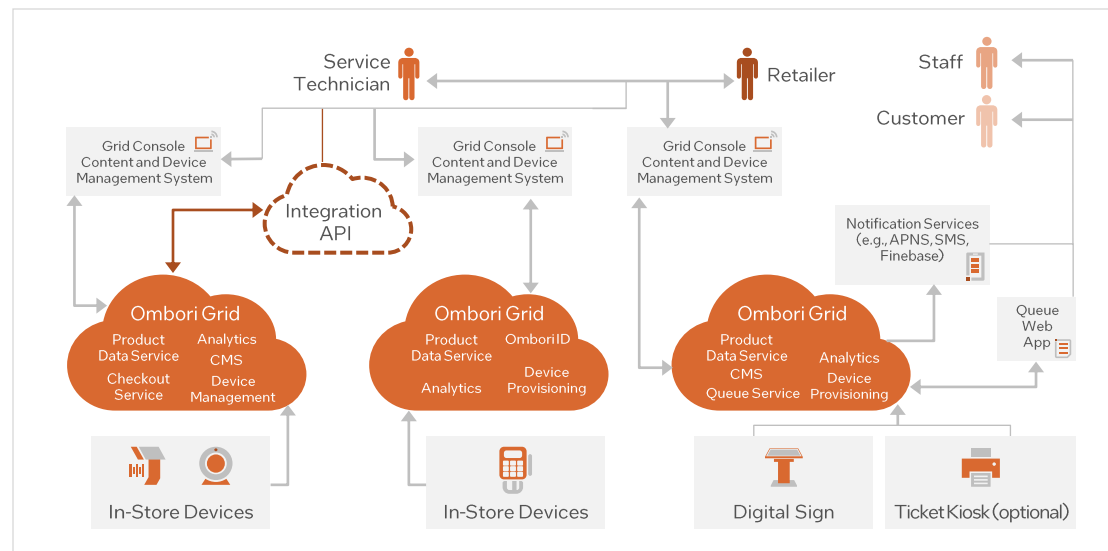 Service
Technician
Retailer
Staff
Customer
Grid Console
Content and Device
Management System
Grid Console
Content and Device
Management System
Grid Console
Content and Device
Management System
Integration
API
Notification Services
(e.g., APNS, SMS,
Finebase)
Queue
Web
App
Ombori Grid
Product
Data Service
Analytics
CMS
Checkout
Service
Device
Management
Ombori Grid
Product
Data Service
Ombori ID
Analytics
Device
Provisioning
Ombori Grid
Product
Data Service
CMS
Queue Service
Analytics
Device
Provisioning
In-Store Devices
In-Store Devices
Digital Sign
Ticket Kiosk (optional)